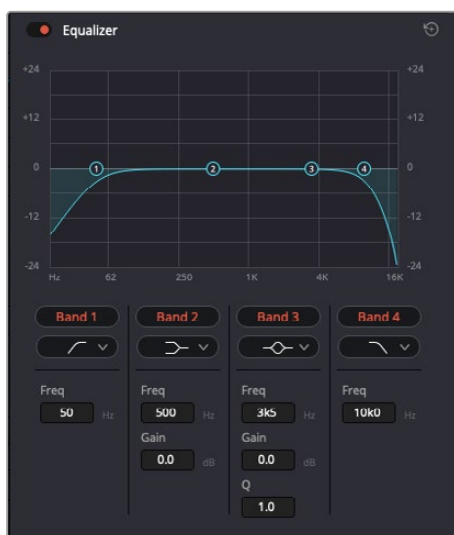 Equalizer
+24 +24
+12 +12
0 1 2 3 4 0
-12 -12
-24 -24
Hz 62 250 1K 4K 16K
Band 1 Band 2 Band 3 Band 4
Freq Freq Freq Freq
50 Hz 500 Hz 3k5 Hz 10k0 Hz
Gain Gain
0.0 dB 0.0 dB
Q
1.0